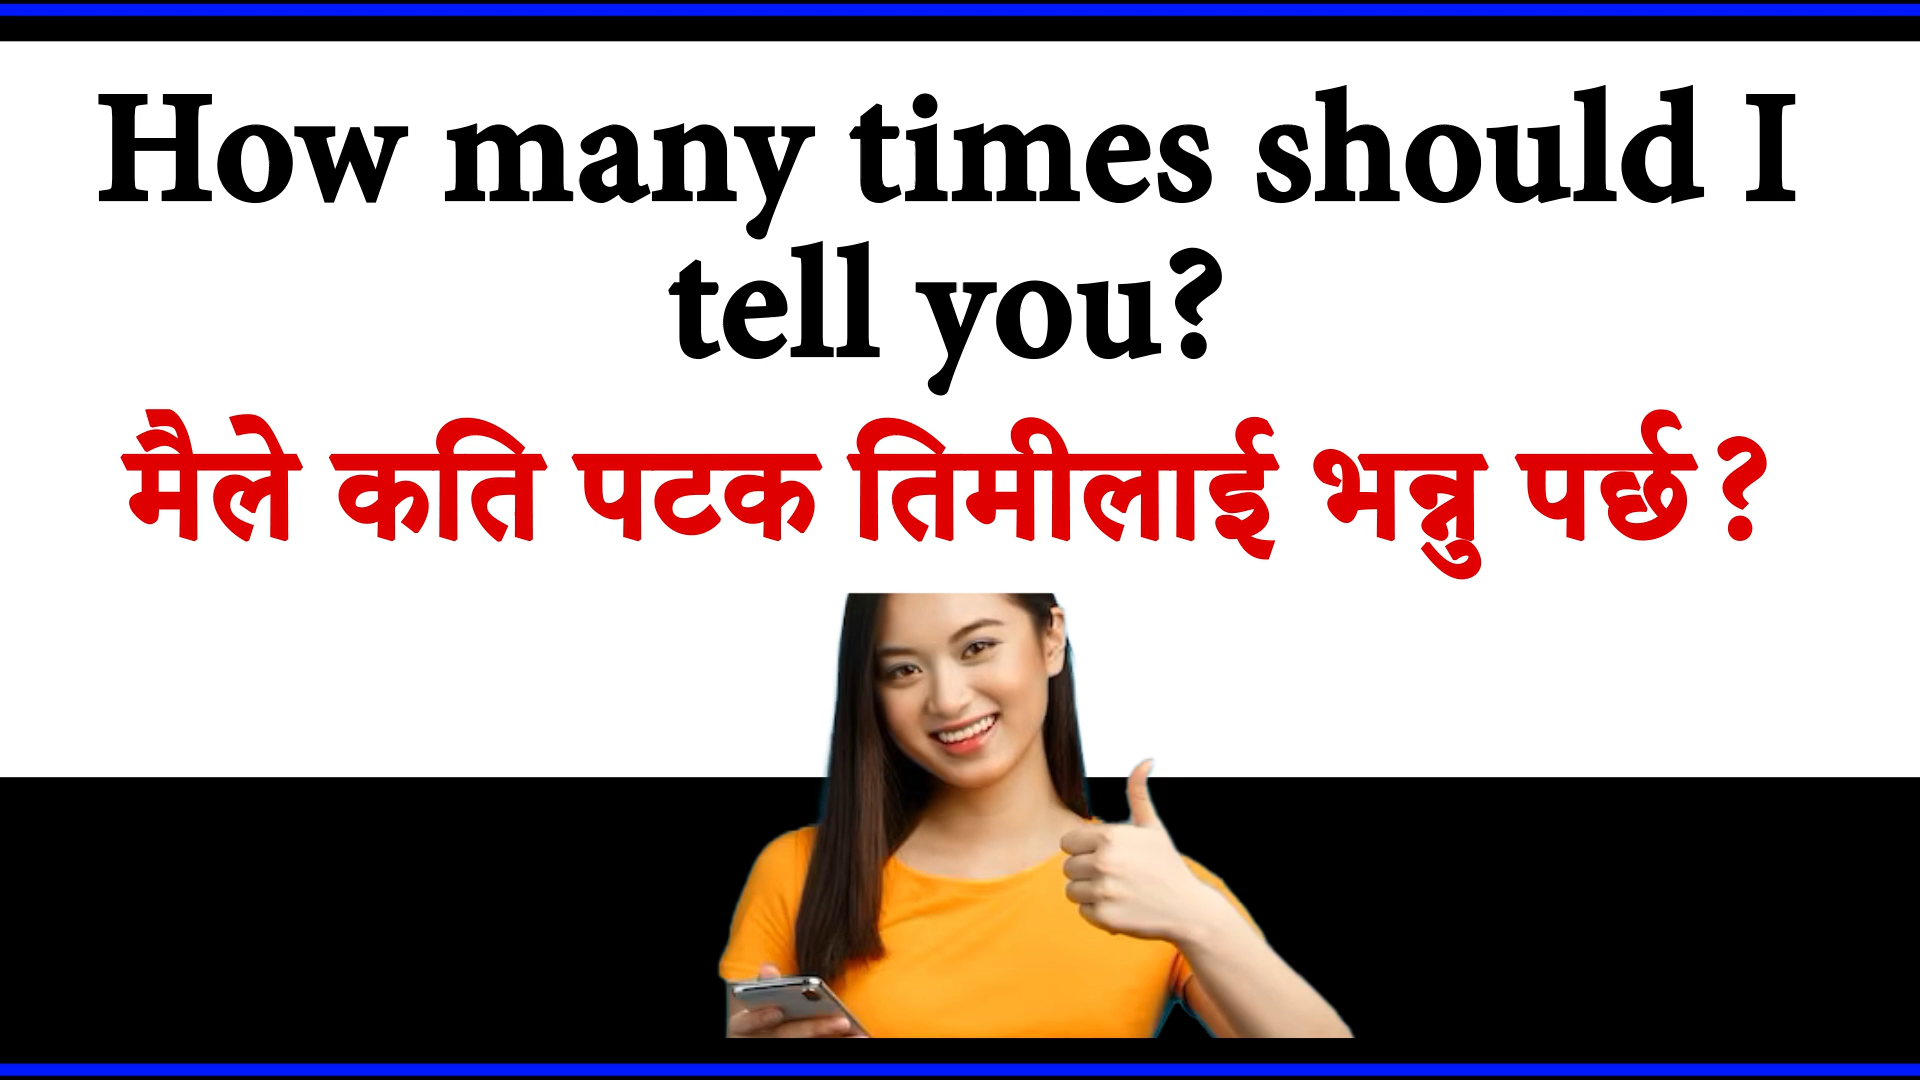 How many times should I
tell you?
मैले कति पटक तिमीलाई भन्नु पर्छ ?